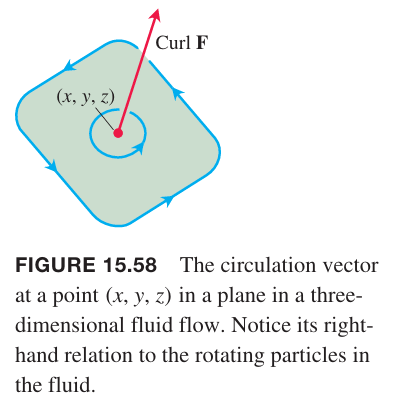 Curl F
(x, y, z)
FIGURE 15.58 The circulation vector
at a point (x, y, z) in a plane in a three-
dimensional fluid flow. Notice its right-
hand relation to the rotating particles in
the fluid.